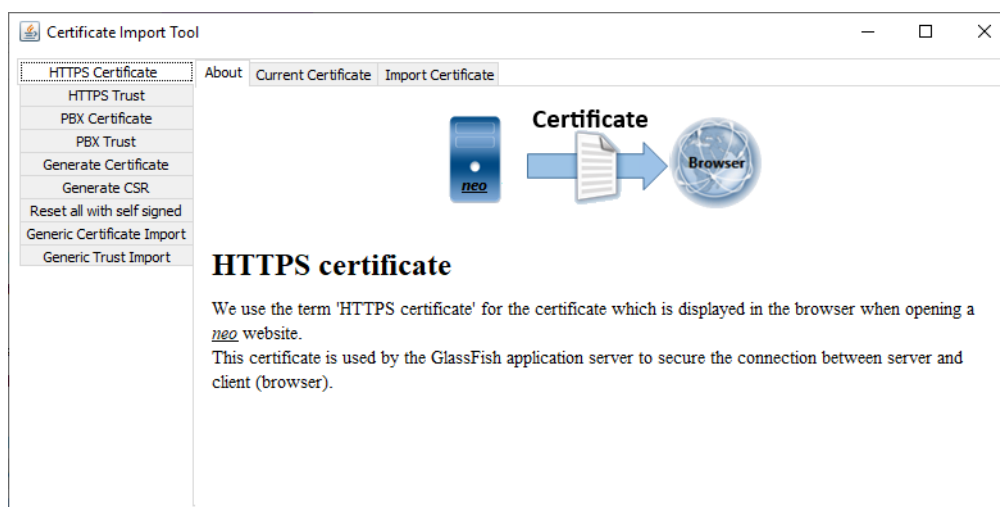 Certificate Import Tool
HTTPS Certificate
HTTPS Trust
PBX Certificate
PBX Trust
Generate Certificate
Generate CSR
Reset all with self signed
Generic Certificate Import
Generic Trust Import
About Current Certificate Import Certificate
Certificate
neo
Browser
HTTPS certificate
We use the term 'HTTPS certificate' for the certificate which is displayed in the browser when opening a
neo website.
This certificate is used by the GlassFish application server to secure the connection between server and
client (browser).